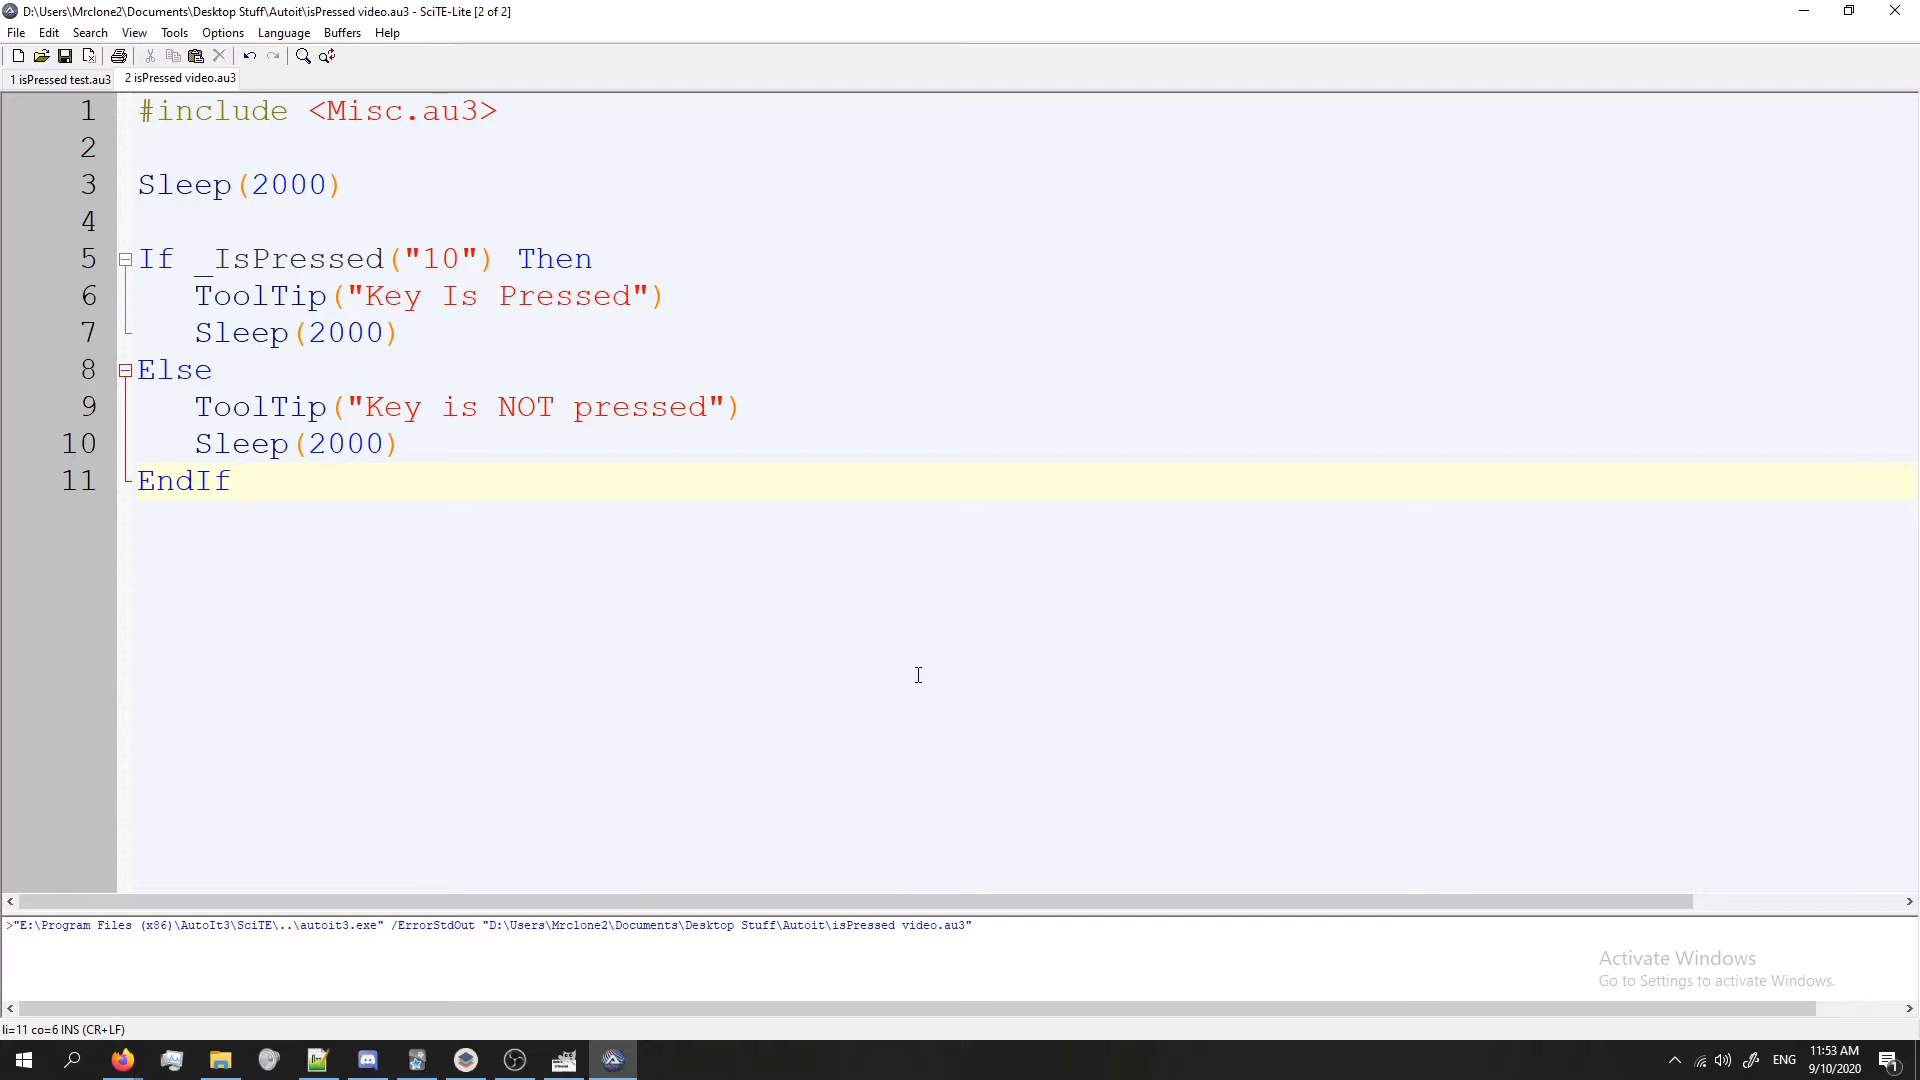 D:\Users\Mrclone2\Documents\Desktop Stuff\Autoit\isPressed video.au3 - SciTE-Lite [2 of 2]
File Edit Search View Tools Options Language Buffers Help
1 isPressed test.au3 2 isPressed video.au3
1 #include <Misc.au3>
2
3 Sleep(2000)
4
5 If _IsPressed("10") Then
6 ToolTip("Key Is Pressed")
7 Sleep(2000)
8 Else
9 ToolTip("Key is NOT pressed")
10 Sleep(2000)
11 EndIf
>"E:\Program Files (x86)\AutoIt3\SciTE\..\autoit3.exe" /ErrorStdOut "D:\Users\Mrclone2\Documents\Desktop Stuff\Autoit\isPressed video.au3"
Activate Windows
Go to Settings to activate Windows.
li=11 co=6 INS (CR+LF)
ENG
11:53 AM
9/10/2020
1